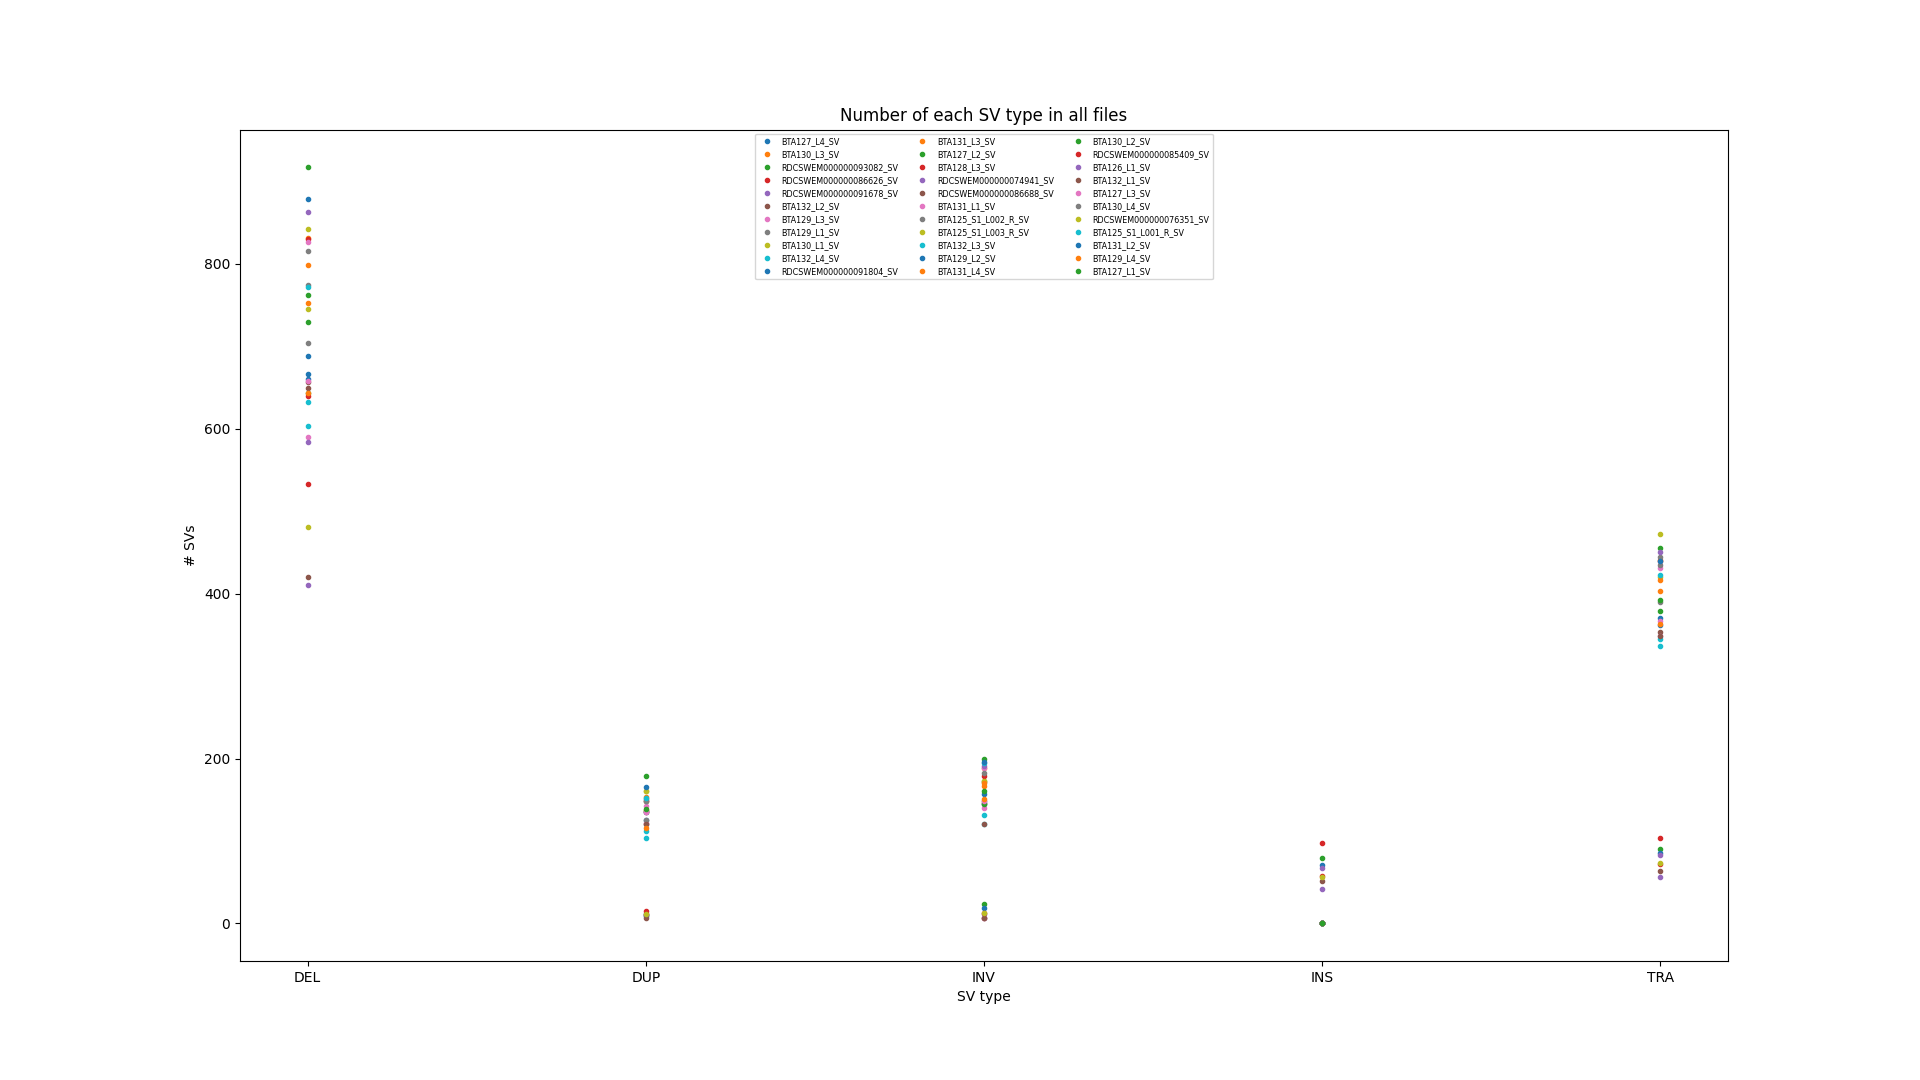 Number of each SV type in all files
BTA127_L4_SV
BTA130_L3_SV
RDCSWEM000000093082_SV
RDCSWEM000000086626_SV
RDCSWEM000000091678_SV
BTA132_L2_SV
BTA129_L3_SV
BTA129_L1_SV
BTA130_L1_SV
BTA132_L4_SV
RDCSWEM000000091804_SV
BTA131_L3_SV
BTA127_L2_SV
BTA128_L3_SV
RDCSWEM000000074941_SV
RDCSWEM000000086688_SV
BTA131_L1_SV
BTA125_S1_L002_R_SV
BTA125_S1_L003_R_SV
BTA132_L3_SV
BTA129_L2_SV
BTA131_L4_SV
BTA130_L2_SV
RDCSWEM000000085409_SV
BTA126_L1_SV
BTA132_L1_SV
BTA127_L3_SV
BTA130_L4_SV
RDCSWEM000000076351_SV
BTA125_S1_L001_R_SV
BTA131_L2_SV
BTA129_L4_SV
BTA127_L1_SV
800
600
400
200
0
# SVs
DEL
DUP
INV
INS
TRA
SV type